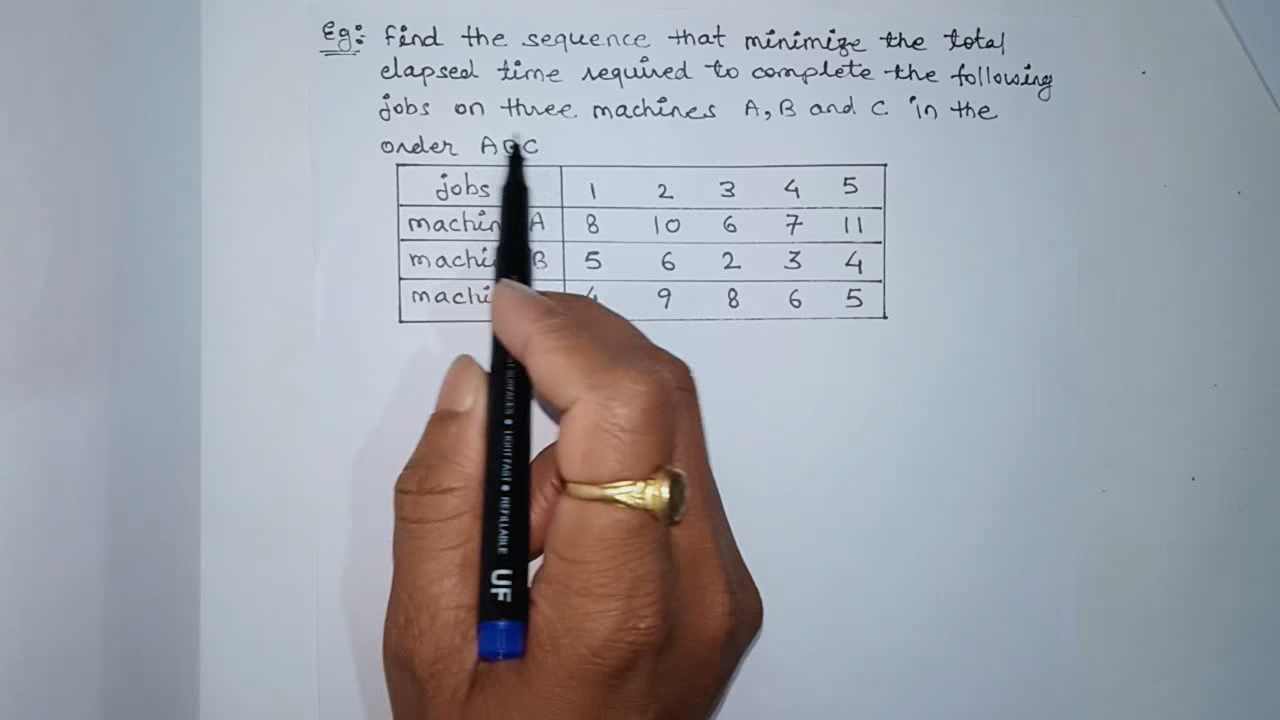 Eg: find the sequence that minimize the total
elapsed time required to complete the following
jobs on three machines A, B and C in the
order ABC
jobs 1 2 3 4 5
machin A 8 10 6 7 11
machi B 5 6 2 3 4
machi 9 8 6 5
REFILLABLE
UF